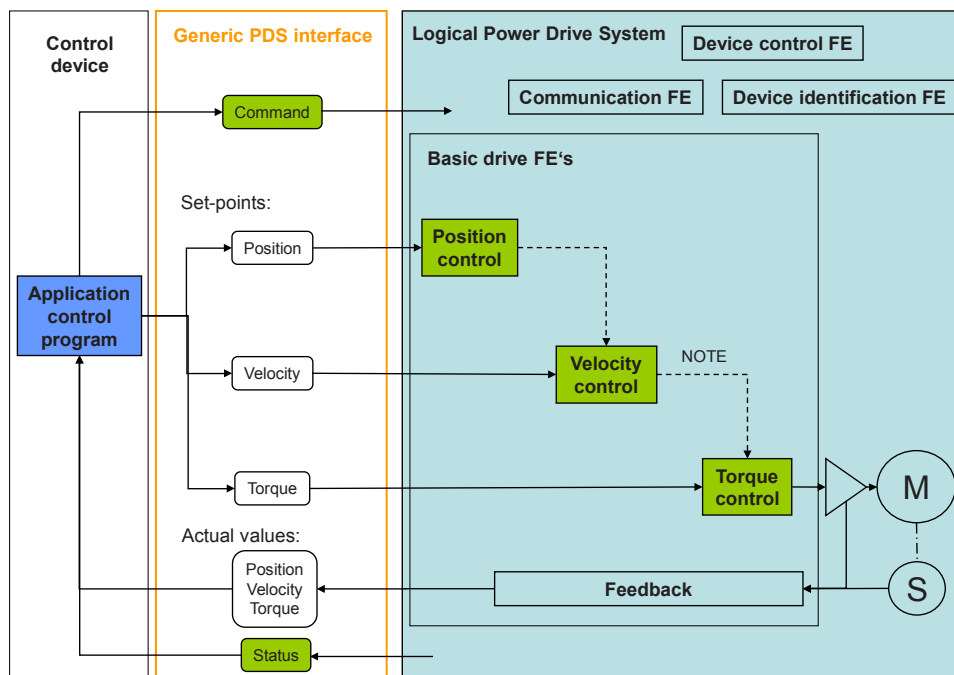 Control
device
Generic PDS interface
Logical Power Drive System
Device control FE
Communication FE
Device identification FE
Command
Basic drive FE‘s
Set-points:
Position
Position
control
Application
control
program
Velocity
Velocity
control
NOTE
Torque
Torque
control
M
Actual values:
Position
Velocity
Torque
Feedback
S
Status